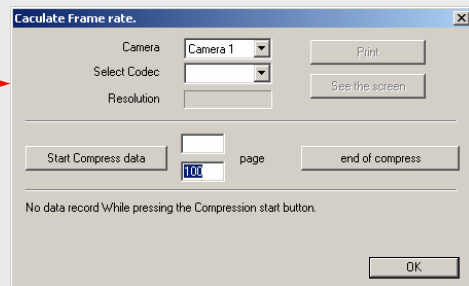 Caculate Frame rate.
Camera Camera 1 Print
Select Codec See the screen
Resolution
Start Compress data page end of compress
100
No data record While pressing the Compression start button.
OK